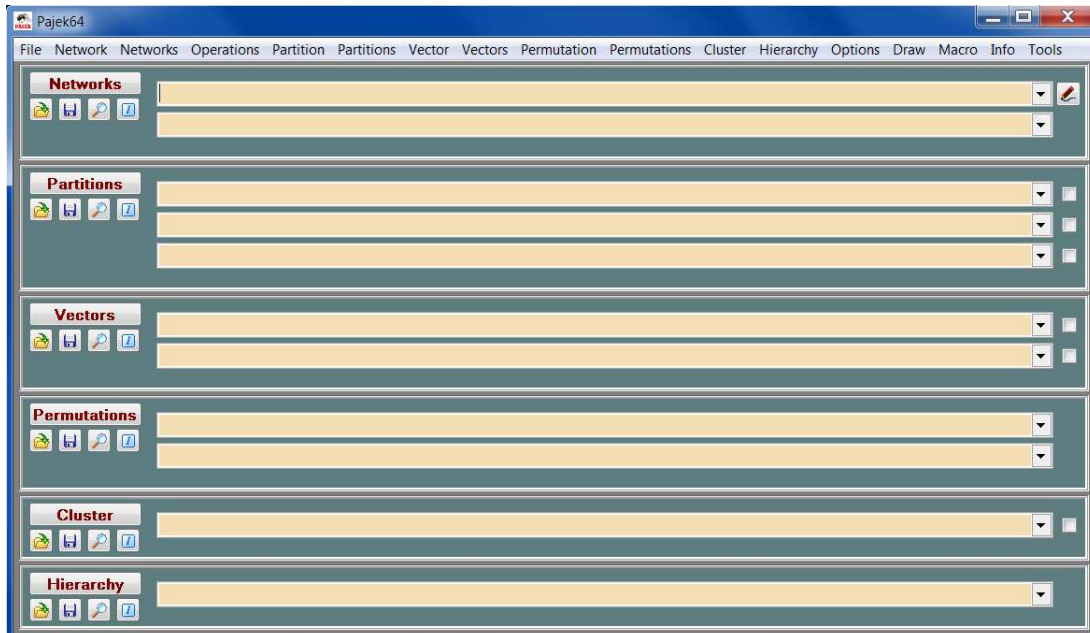 Pajek64
File Network Networks Operations Partition Partitions Vector Vectors Permutation Permutations Cluster Hierarchy Options Draw Macro Info Tools
Networks
Partitions
Vectors
Permutations
Cluster
Hierarchy